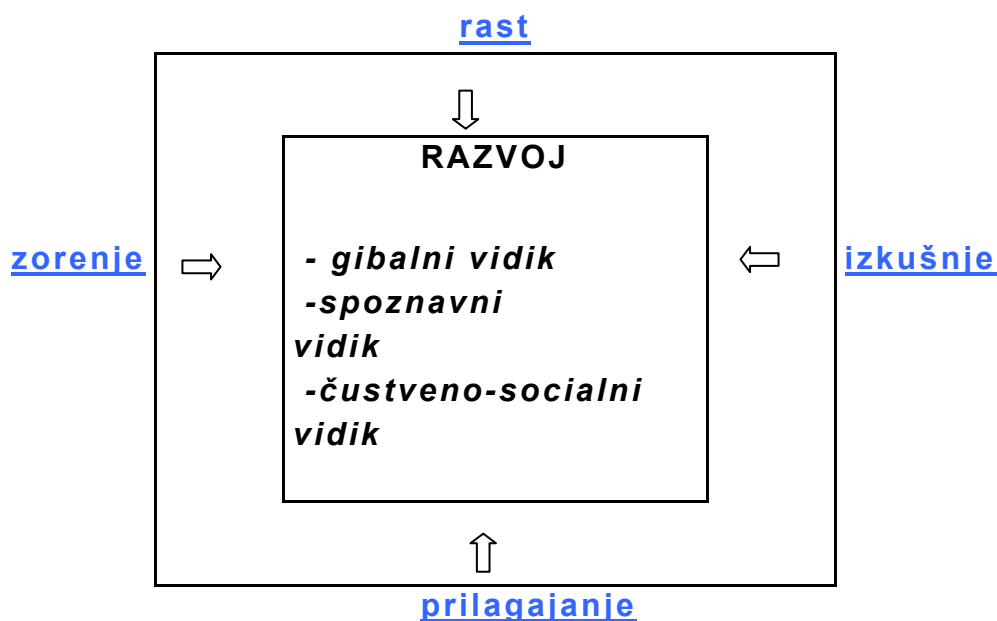 rast
RAZVOJ
zorenje
- gibalni vidik
izkušnje
-spoznavni
vidik
-čustveno-socialni
vidik
prilagajanje